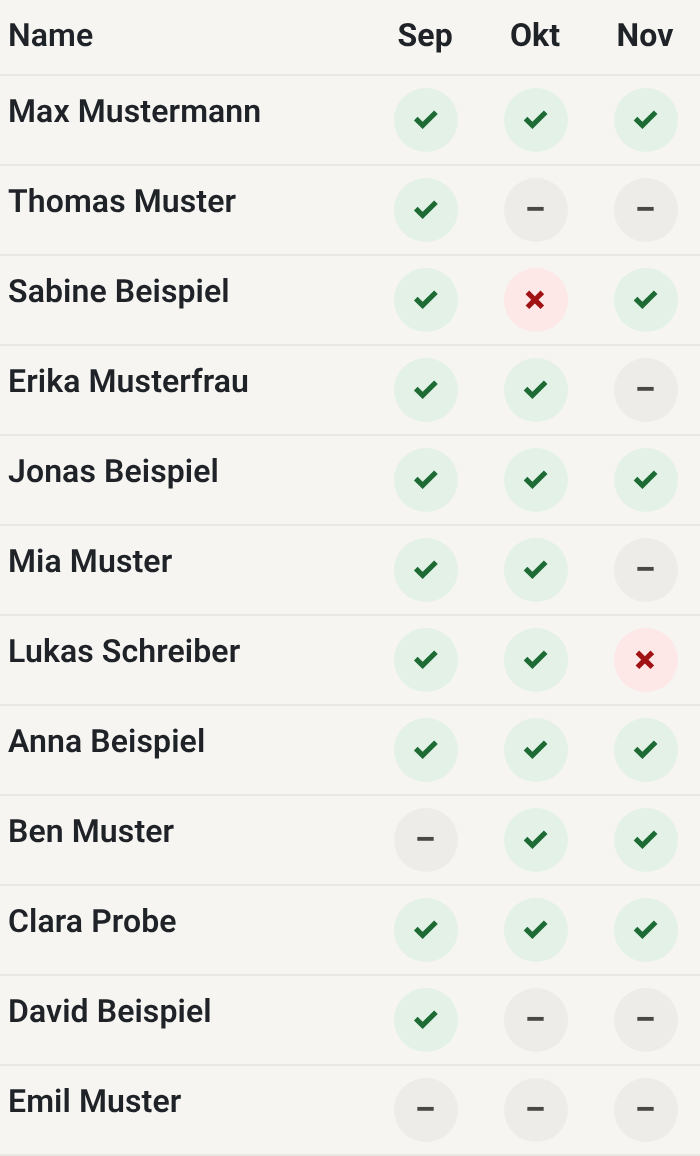 Name Sep Okt Nov
Max Mustermann ✓ ✓ ✓
Thomas Muster ✓ – –
Sabine Beispiel ✓ ✗ ✓
Erika Musterfrau ✓ ✓ –
Jonas Beispiel ✓ ✓ ✓
Mia Muster ✓ ✓ –
Lukas Schreiber ✓ ✓ ✗
Anna Beispiel ✓ ✓ ✓
Ben Muster – ✓ ✓
Clara Probe ✓ ✓ ✓
David Beispiel ✓ – –
Emil Muster – – –